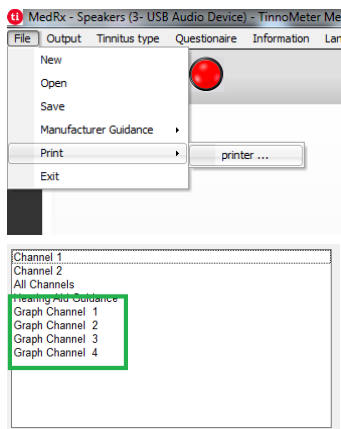 ti MedRx - Speakers (3- USB Audio Device) - TinnoMeter Me
File Output Tinnitus type Questionaire Information Lan
New
Open
Save
Manufacturer Guidance
Print
printer ...
Exit
Channel 1
Channel 2
All Channels
Hearing Aid Guidance
Graph Channel 1
Graph Channel 2
Graph Channel 3
Graph Channel 4